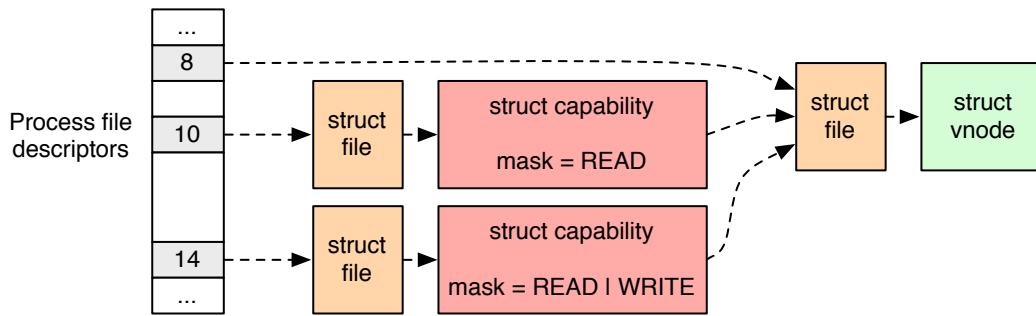 ...
8
Process file
descriptors
10
14
...
struct
file
struct capability
mask = READ
struct
file
struct capability
mask = READ | WRITE
struct
file
struct
vnode